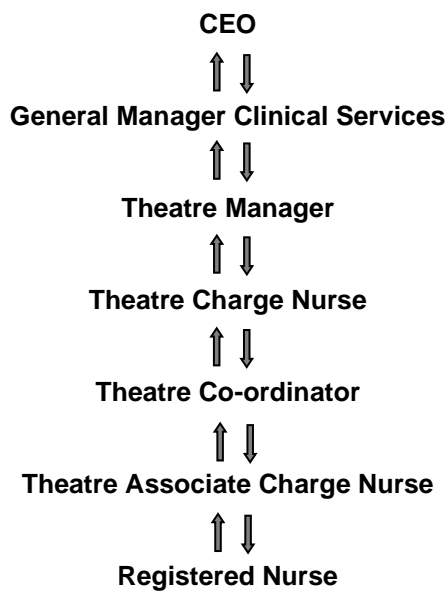 CEO
General Manager Clinical Services
Theatre Manager
Theatre Charge Nurse
Theatre Co-ordinator
Theatre Associate Charge Nurse
Registered Nurse